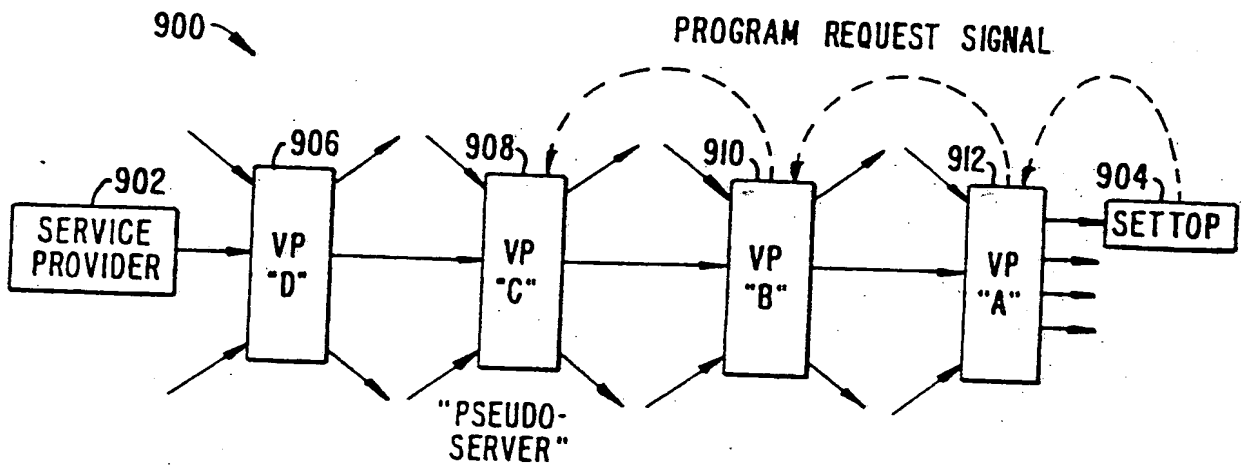 900
PROGRAM REQUEST SIGNAL
902
906
908
910
912
904
SERVICE
PROVIDER
VP
"D"
VP
"C"
VP
"B"
VP
"A"
SETTOP
"PSEUDO-
SERVER"